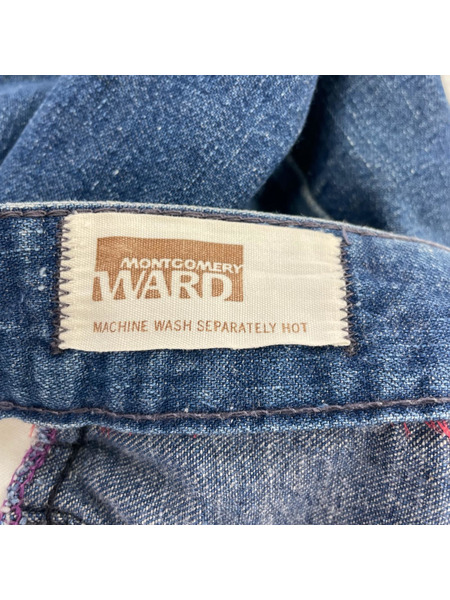 MONTGOMERY
WARD
MACHINE WASH SEPARATELY HOT